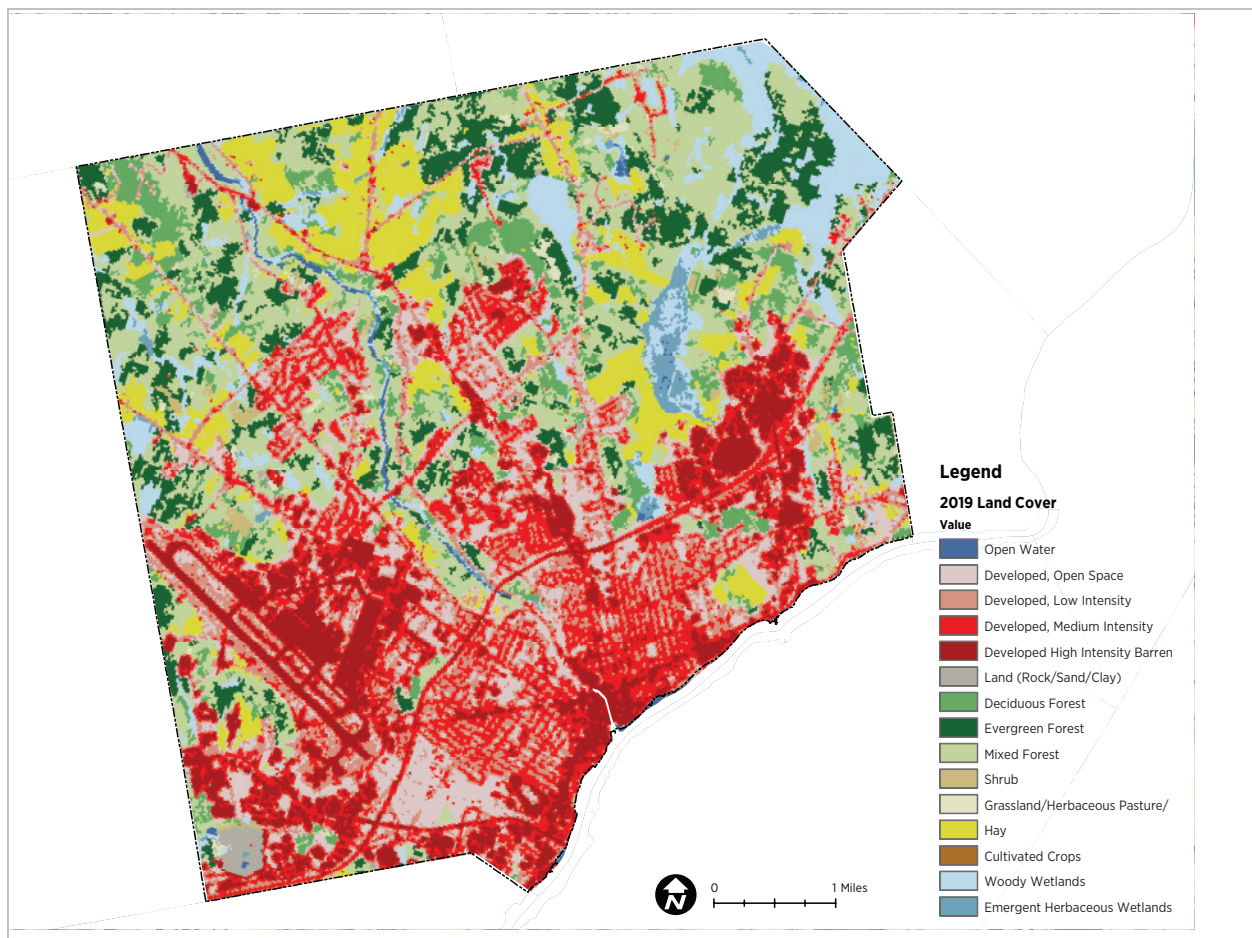 Legend
2019 Land Cover
Value
Open Water
Developed, Open Space
Developed, Low Intensity
Developed, Medium Intensity
Developed High Intensity Barren
Land (Rock/Sand/Clay)
Deciduous Forest
Evergreen Forest
Mixed Forest
Shrub
Grassland/Herbaceous Pasture/
Hay
Cultivated Crops
Woody Wetlands
Emergent Herbaceous Wetlands
N
0 1 Miles